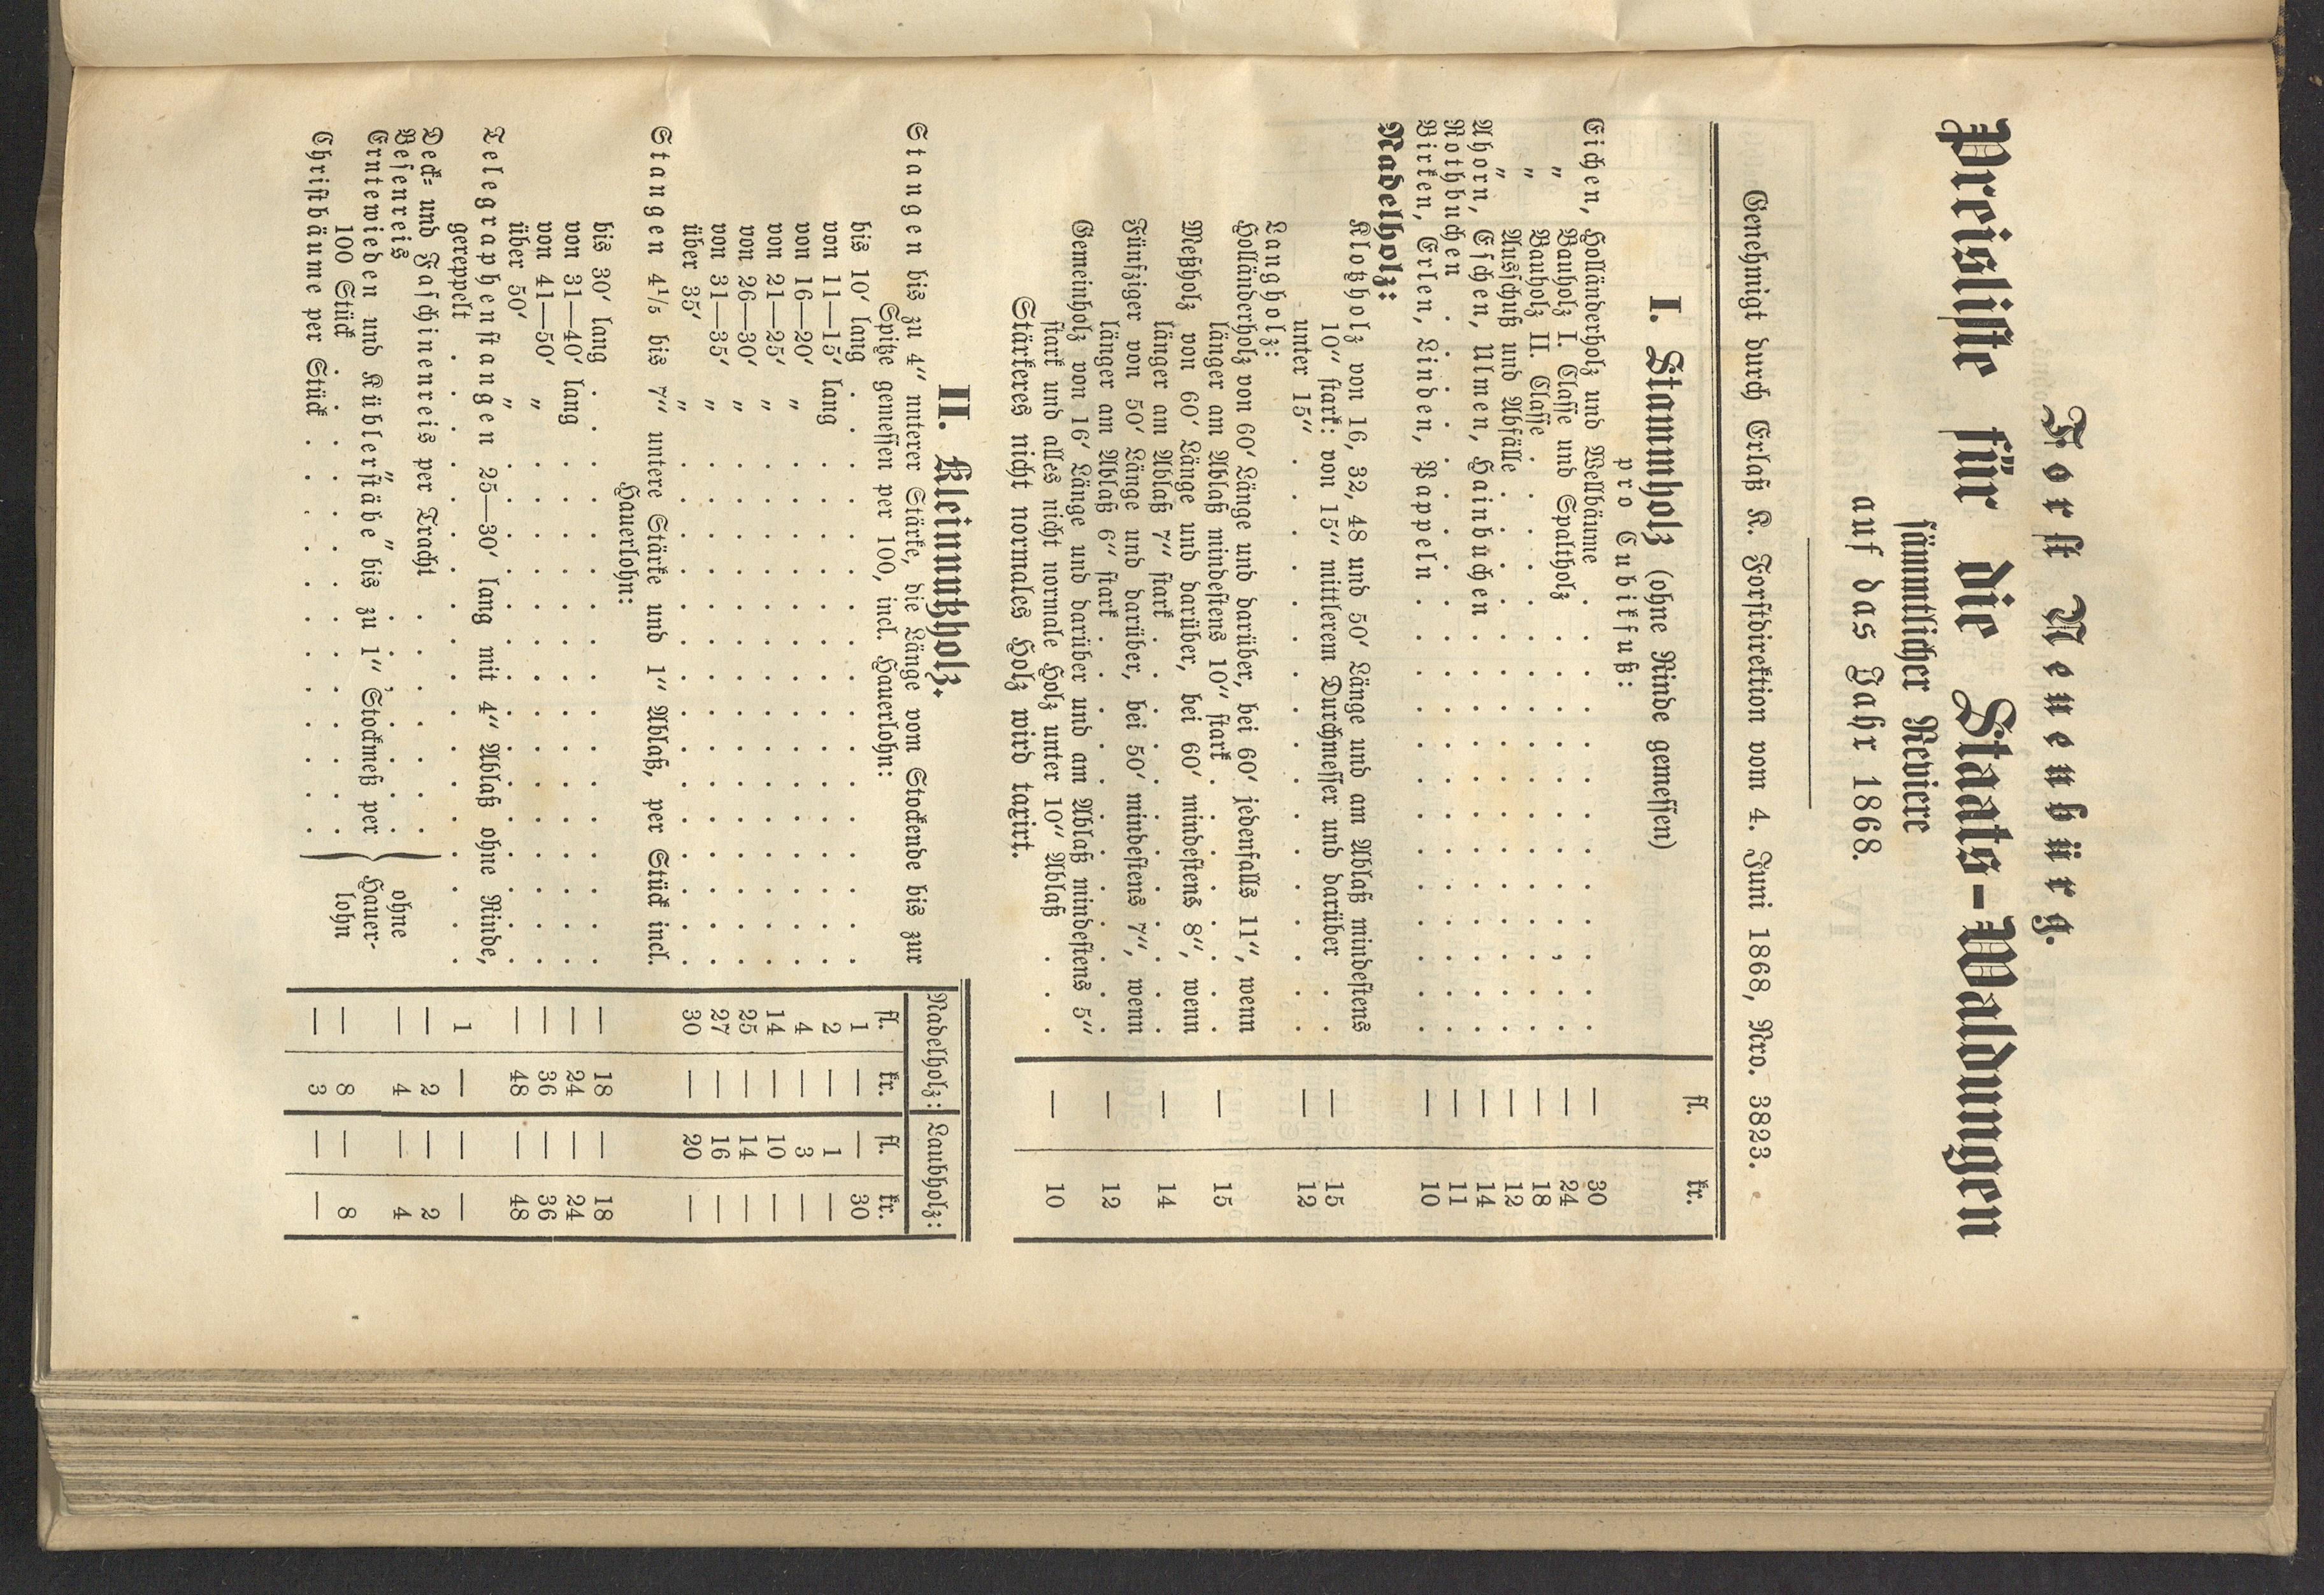 Forst Neuenbürg.
Preisliste für die Staats-Waldungen
sämmtlicher Reviere
auf das Jahr 1868.
Genehmigt durch Erlaß K. Forstdirektion vom 4. Juni 1868, Nro. 3823.
I. Stammholz (ohne Rinde gemessen) fl. kr.
pro Cubikfuß:
Eichen, Holländerholz und Wellbäume . . . . . . . — 30
" Bauholz I. Classe und Spaltholz . . . . . . — 24
" Bauholz II. Classe . . . . . . . . — 18
" Ausschuß und Abfälle . . . . . . . . — 12
Ahorn, Eschen, Ulmen, Hainbuchen . . . . . . — 14
Rothbuchen . . . . . . . . . . — 11
Birken, Erlen, Linden, Pappeln . . . . . . . — 10
Nadelholz:
Klotzholz von 16, 32, 48 und 50′ Länge und am Ablaß mindestens
10″ stark: von 15″ mittlerem Durchmesser und darüber . . — 15
unter 15″ . . . . . . . . . — 12
Langholz:
Holländerholz von 60′ Länge und darüber, bei 60′ jedenfalls 11″, wenn
länger am Ablaß mindestens 10″ stark . . . . . — 15
Meßholz von 60′ Länge und darüber, bei 60′ mindestens 8″, wenn
länger am Ablaß 7″ stark . . . . . . — 14
Fünfziger von 50′ Länge und darüber, bei 50′ mindestens 7″, wenn
länger am Ablaß 6″ stark . . . . . . — 12
Gemeinholz von 16′ Länge und darüber und am Ablaß mindestens 5″
stark und alles nicht normale Holz unter 10″ Ablaß . . . — 10
Stärkeres nicht normales Holz wird taxirt.
II. Kleinnutzholz. Nadelholz: Laubholz:
Stangen bis zu 4″ unterer Stärke, die Länge vom Stockende bis zur
Spitze gemessen per 100, incl. Hauerlohn: fl. kr. fl. kr.
bis 10′ lang . . . . . . . . . 1 — — 30
von 11—15′ lang . . . . . . . . 2 — 1 —
von 16—20′ " . . . . . . . . 4 — 3 —
von 21—25′ " . . . . . . . . 14 — 10 —
von 26—30′ " . . . . . . . . 25 — 14 —
von 31—35′ " . . . . . . . . 27 — 16 —
über 35′ " . . . . . . . . 30 — 20 —
Stangen 4¹/₅ bis 7″ untere Stärke und 1″ Ablaß, per Stück incl.
Hauerlohn:
bis 30′ lang . . . . . . . . . — 18 — 18
von 31—40′ lang . . . . . . . . — 24 — 24
von 41—50′ " . . . . . . . . — 36 — 36
über 50′ " . . . . . . . . — 48 — 48
Telegraphenstangen 25—30′ lang mit 4″ Ablaß ohne Rinde,
gereppelt . . . . . . . . . 1 — — —
Deck- und Faschinenreis per Tracht . . . . — 2 — 2
Besenreis " . . . . — 4 — 4
Erntewieden und Küblerstäbe bis zu 1″ Stockmeß per
100 Stück . . . . . . . — 8 — 8
Christbäume per Stück . . . . . . — 3 — —
ohne
Hauer-
lohn